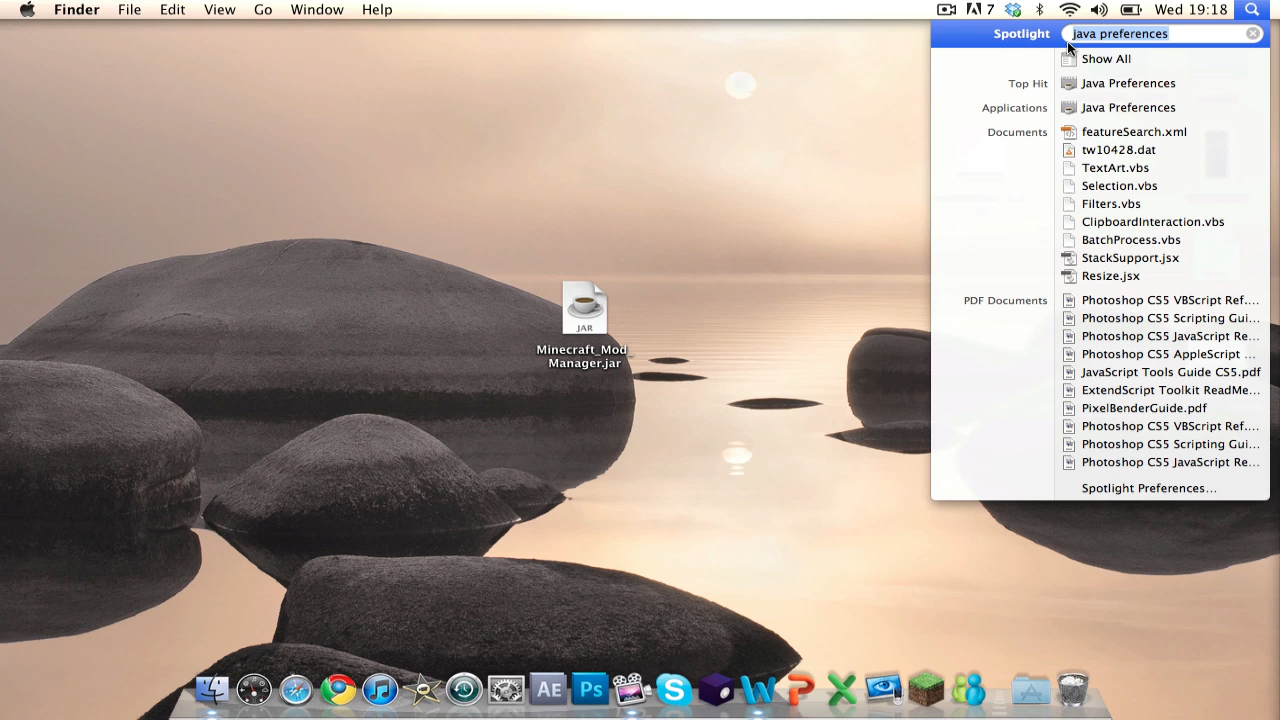 Finder File Edit View Go Window Help 7 Wed 19:18
Spotlight java preferences
Show All
Top Hit Java Preferences
Applications Java Preferences
Documents featureSearch.xml
tw10428.dat
TextArt.vbs
Selection.vbs
Filters.vbs
ClipboardInteraction.vbs
BatchProcess.vbs
StackSupport.jsx
Resize.jsx
PDF Documents Photoshop CS5 VBScript Ref....
Photoshop CS5 Scripting Gui...
Photoshop CS5 JavaScript Re...
Photoshop CS5 AppleScript ...
JavaScript Tools Guide CS5.pdf
ExtendScript Toolkit ReadMe...
PixelBenderGuide.pdf
Photoshop CS5 VBScript Ref....
Photoshop CS5 Scripting Gui...
Photoshop CS5 JavaScript Re...
Spotlight Preferences...
JAR
Minecraft_Mod
Manager.jar
AE Ps